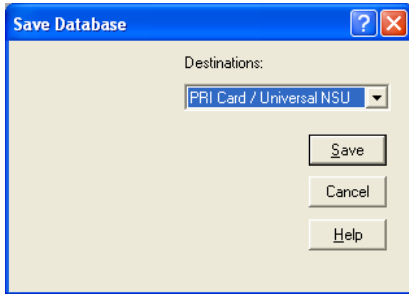 Save Database
Destinations:
PRI Card / Universal NSU
Save
Cancel
Help